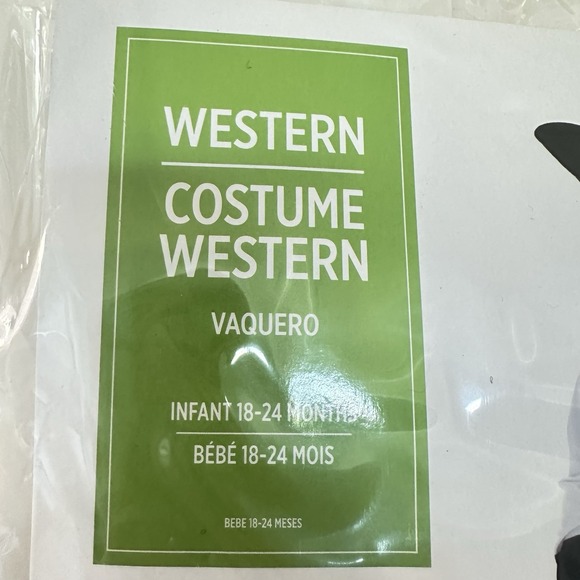 WESTERN
COSTUME
WESTERN
VAQUERO
INFANT 18-24 MONTHS
BÉBÉ 18-24 MOIS
BEBE 18-24 MESES